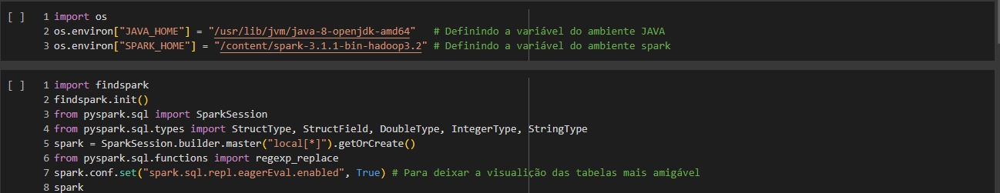 [ ] 1 import os
2 os.environ["JAVA_HOME"] = "/usr/lib/jvm/java-8-openjdk-amd64" # Definindo a variável do ambiente JAVA
3 os.environ["SPARK_HOME"] = "/content/spark-3.1.1-bin-hadoop3.2" # Definindo a variável do ambiente spark
[ ] 1 import findspark
2 findspark.init()
3 from pyspark.sql import SparkSession
4 from pyspark.sql.types import StructType, StructField, DoubleType, IntegerType, StringType
5 spark = SparkSession.builder.master("local[*]").getOrCreate()
6 from pyspark.sql.functions import regexp_replace
7 spark.conf.set("spark.sql.repl.eagerEval.enabled", True) # Para deixar a visualição das tabelas mais amigável
8 spark